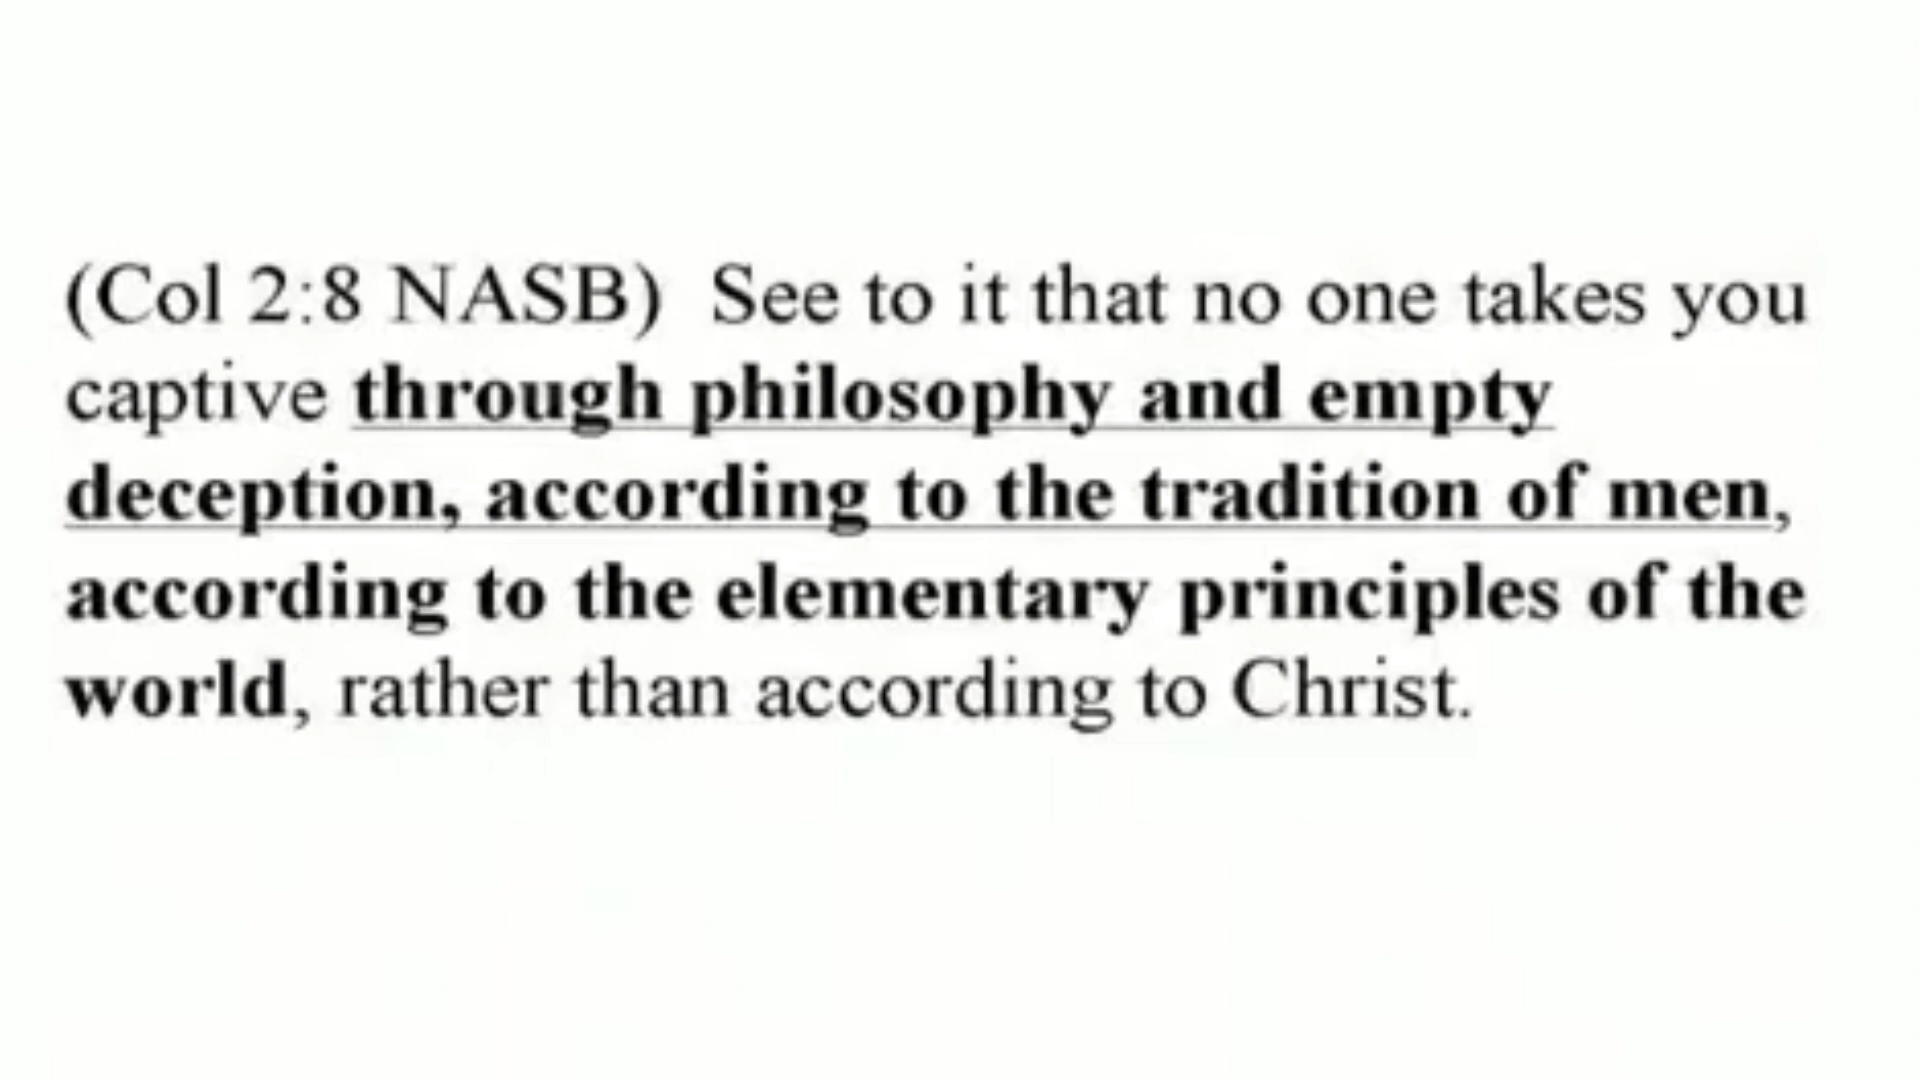 (Col 2:8 NASB)  See to it that no one takes you
captive through philosophy and empty
deception, according to the tradition of men,
according to the elementary principles of the
world, rather than according to Christ.